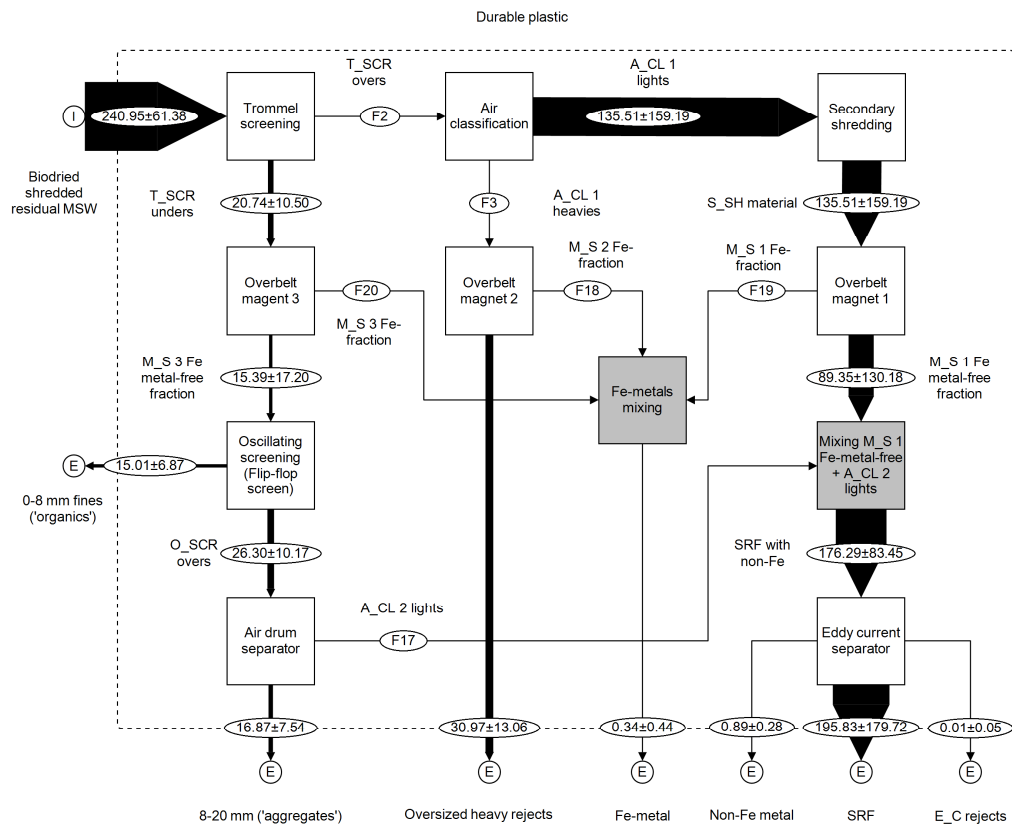 Durable plastic
T_SCR
overs
A_CL 1
lights
I
240.95±61.38
Trommel
screening
F2
Air
classification
135.51±159.19
Secondary
shredding
Biodried
shredded
residual MSW
T_SCR
unders
20.74±10.50
F3
A_CL 1
heavies
S_SH material
135.51±159.19
M_S 2 Fe-
fraction
M_S 1 Fe-
fraction
Overbelt
magent 3
F20
Overbelt
magnet 2
F18
F19
Overbelt
magnet 1
M_S 3 Fe-
fraction
M_S 3 Fe
metal-free
fraction
15.39±17.20
Fe-metals
mixing
89.35±130.18
M_S 1 Fe
metal-free
fraction
E
15.01±6.87
Oscillating
screening
(Flip-flop
screen)
Mixing M_S 1
Fe-metal-free
+ A_CL 2
lights
0-8 mm fines
('organics')
O_SCR
overs
26.30±10.17
SRF with
non-Fe
176.29±83.45
A_CL 2 lights
Air drum
separator
F17
Eddy current
separator
16.87±7.54
30.97±13.06
0.34±0.44
0.89±0.28
195.83±179.72
0.01±0.05
E
E
E
E
E
E
8-20 mm ('aggregates')
Oversized heavy rejects
Fe-metal
Non-Fe metal
SRF
E_C rejects